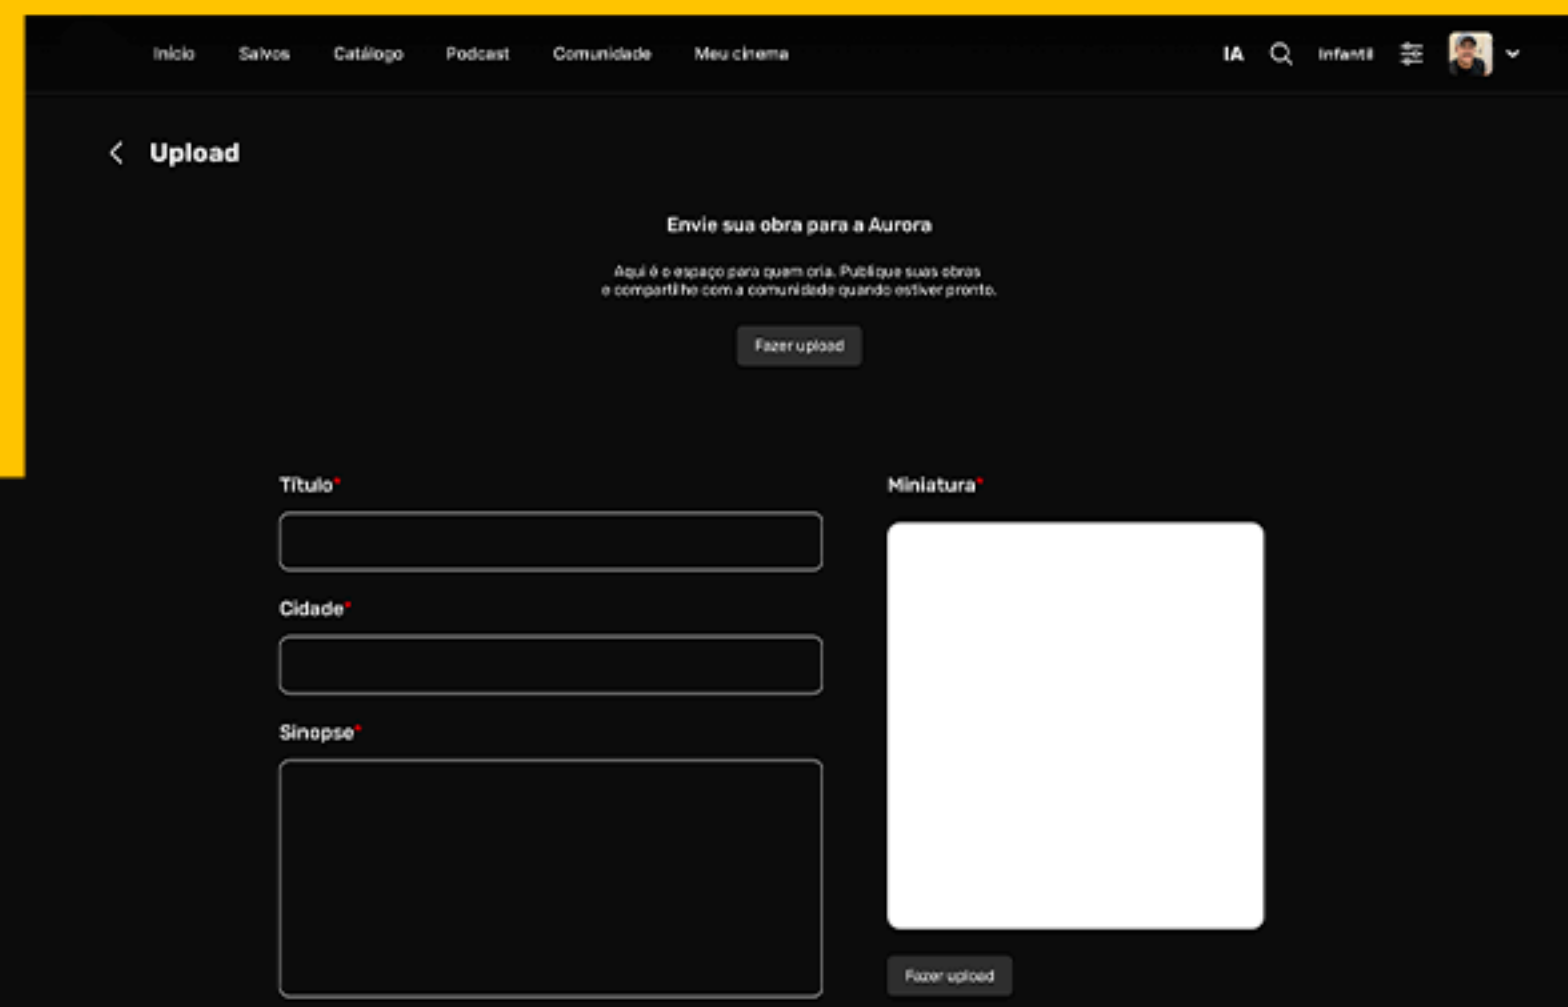 Início
Salvos
Catálogo
Podcast
Comunidade
Meu cinema
IA
Infantil
Upload
Envie sua obra para a Aurora
Aqui é o espaço para quem cria. Publique suas obras
e compartilhe com a comunidade quando estiver pronto.
Fazer upload
Título*
Miniatura*
Cidade*
Sinopse*
Fazer upload